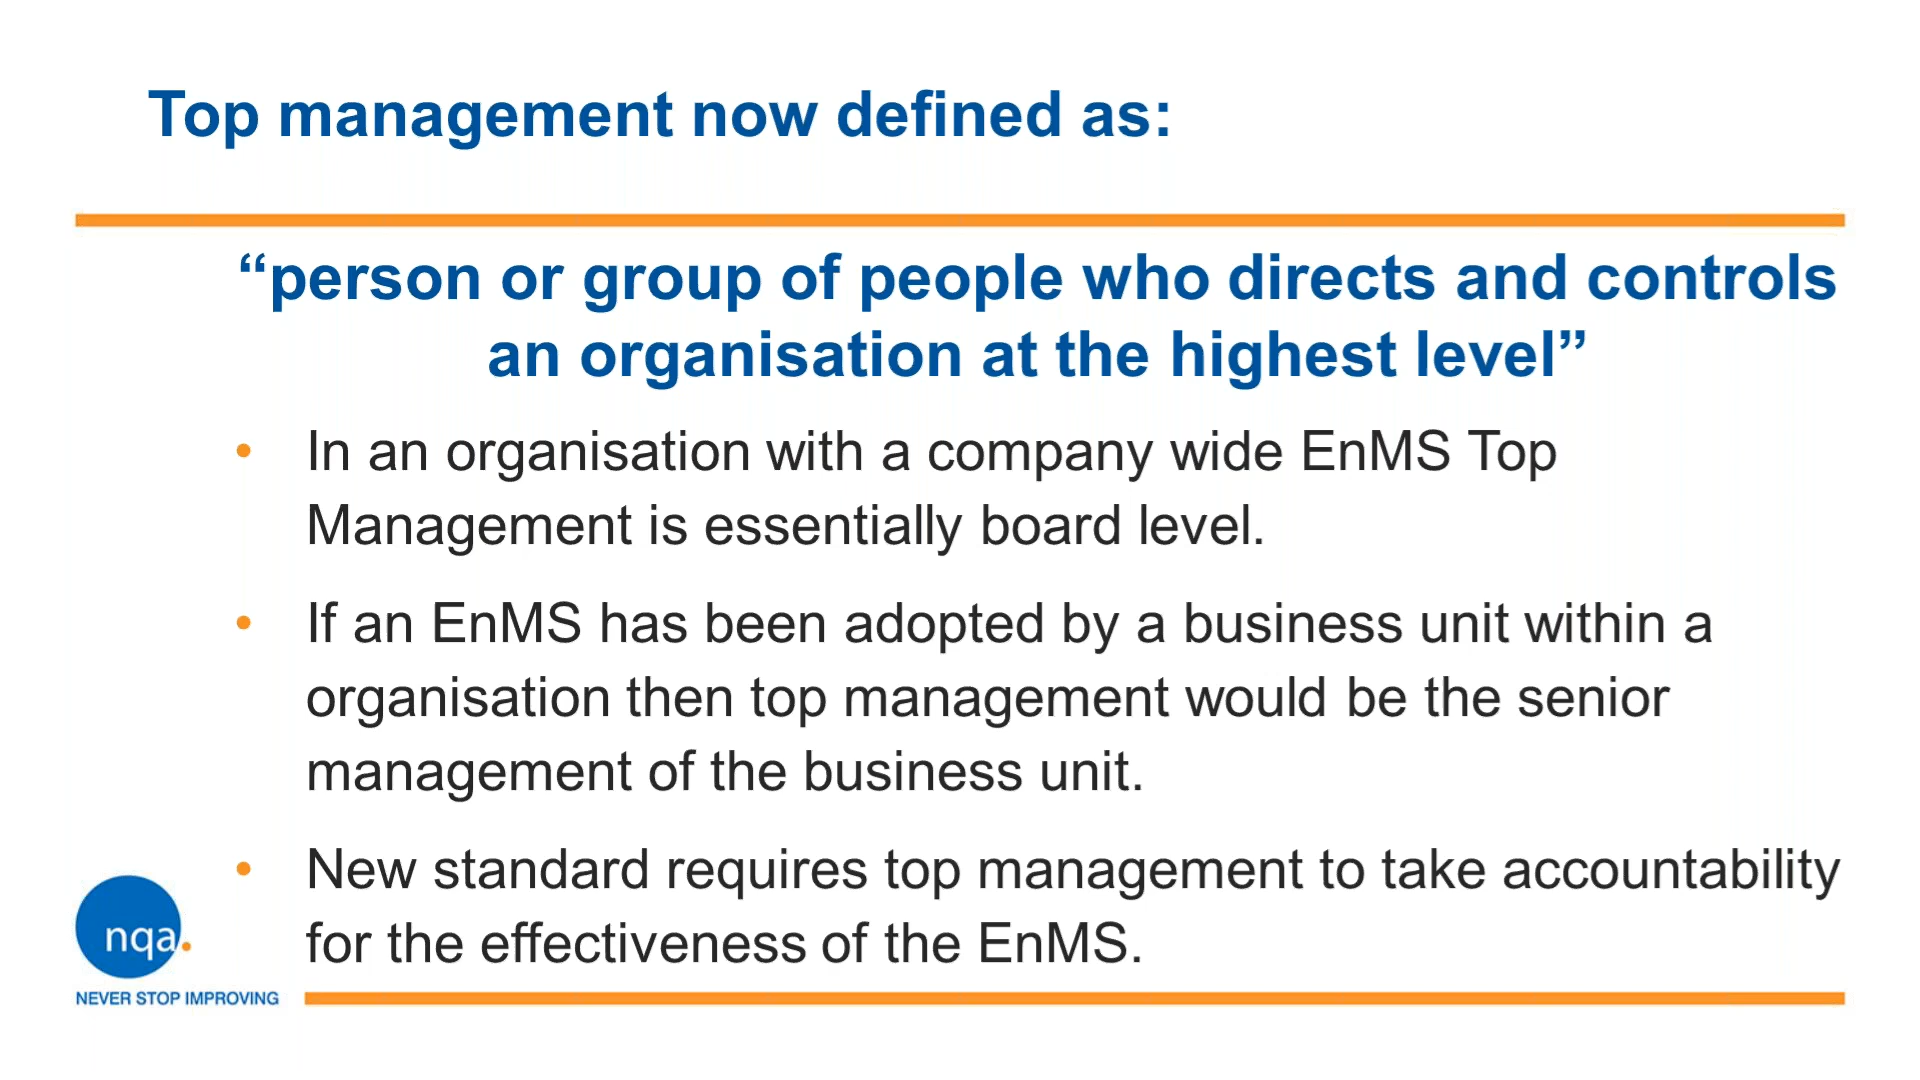 Top management now defined as:
“person or group of people who directs and controls
an organisation at the highest level”
• In an organisation with a company wide EnMS Top
Management is essentially board level.
• If an EnMS has been adopted by a business unit within a
organisation then top management would be the senior
management of the business unit.
• New standard requires top management to take accountability
for the effectiveness of the EnMS.
nqa.
NEVER STOP IMPROVING